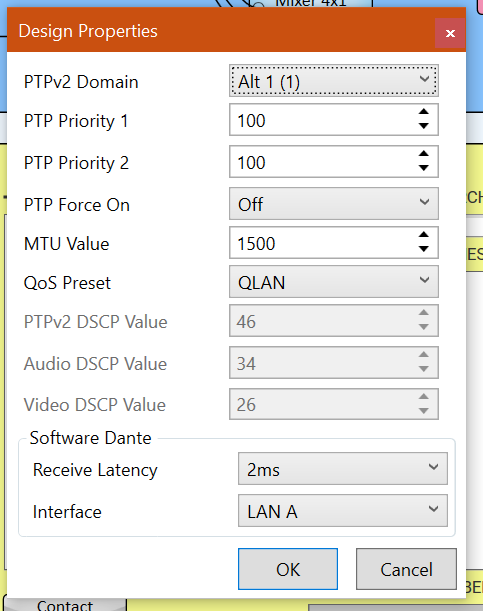 Mixer 4x1
Design Properties
PTPv2 Domain Alt 1 (1)
PTP Priority 1 100
PTP Priority 2 100
PTP Force On Off
MTU Value 1500
QoS Preset QLAN
PTPv2 DSCP Value 46
Audio DSCP Value 34
Video DSCP Value 26
Software Dante
Receive Latency 2ms
Interface LAN A
OK Cancel
Contact